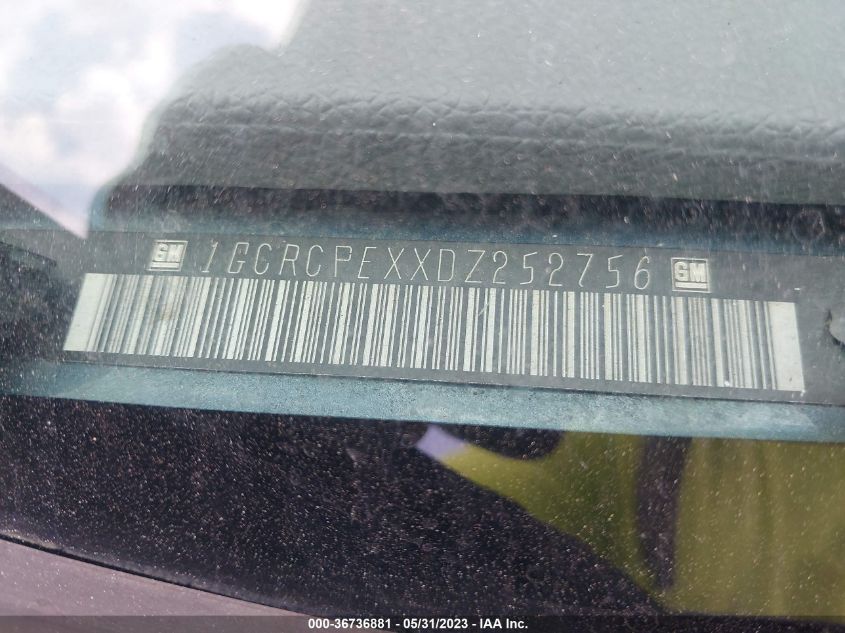 GM 1GCRCPEXXDZ252756 GM
000-36736881 - 05/31/2023 - IAA Inc.